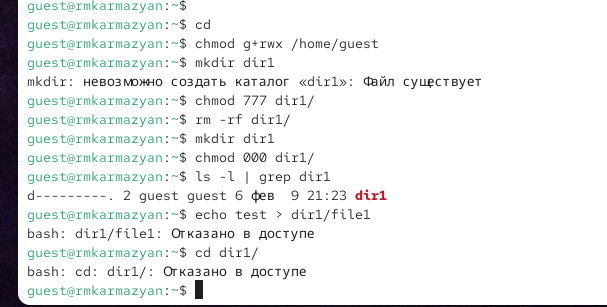 guest@rmkarmazyan:~$
guest@rmkarmazyan:~$ cd
guest@rmkarmazyan:~$ chmod g+rwx /home/guest
guest@rmkarmazyan:~$ mkdir dir1
mkdir: невозможно создать каталог «dir1»: Файл существует
guest@rmkarmazyan:~$ chmod 777 dir1/
guest@rmkarmazyan:~$ rm -rf dir1/
guest@rmkarmazyan:~$ mkdir dir1
guest@rmkarmazyan:~$ chmod 000 dir1/
guest@rmkarmazyan:~$ ls -l | grep dir1
d---------. 2 guest guest 6 фев  9 21:23 dir1
guest@rmkarmazyan:~$ echo test > dir1/file1
bash: dir1/file1: Отказано в доступе
guest@rmkarmazyan:~$ cd dir1/
bash: cd: dir1/: Отказано в доступе
guest@rmkarmazyan:~$